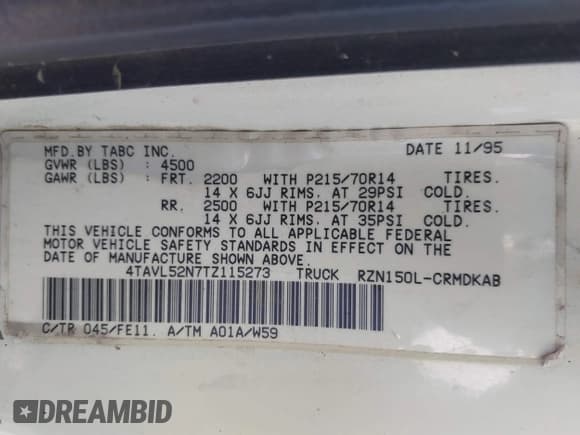 MFD.BY TABC INC. DATE 11/95
GVWR (LBS) : 4500
GAWR (LBS) : FRT. 2200 WITH P215/70R14 TIRES.
14 X 6JJ RIMS. AT 29PSI COLD.
RR. 2500 WITH P215/70R14 TIRES.
14 X 6JJ RIMS. AT 35PSI COLD.
THIS VEHICLE CONFORMS TO ALL APPLICABLE FEDERAL
MOTOR VEHICLE SAFETY STANDARDS IN EFFECT ON THE
DATE OF MANUFACTURE SHOWN ABOVE.
4TAVL52N7TZ115273 TRUCK RZN150L-CRMDKAB
C/TR 045/FE11. A/TM A01A/W59
DREAMBID